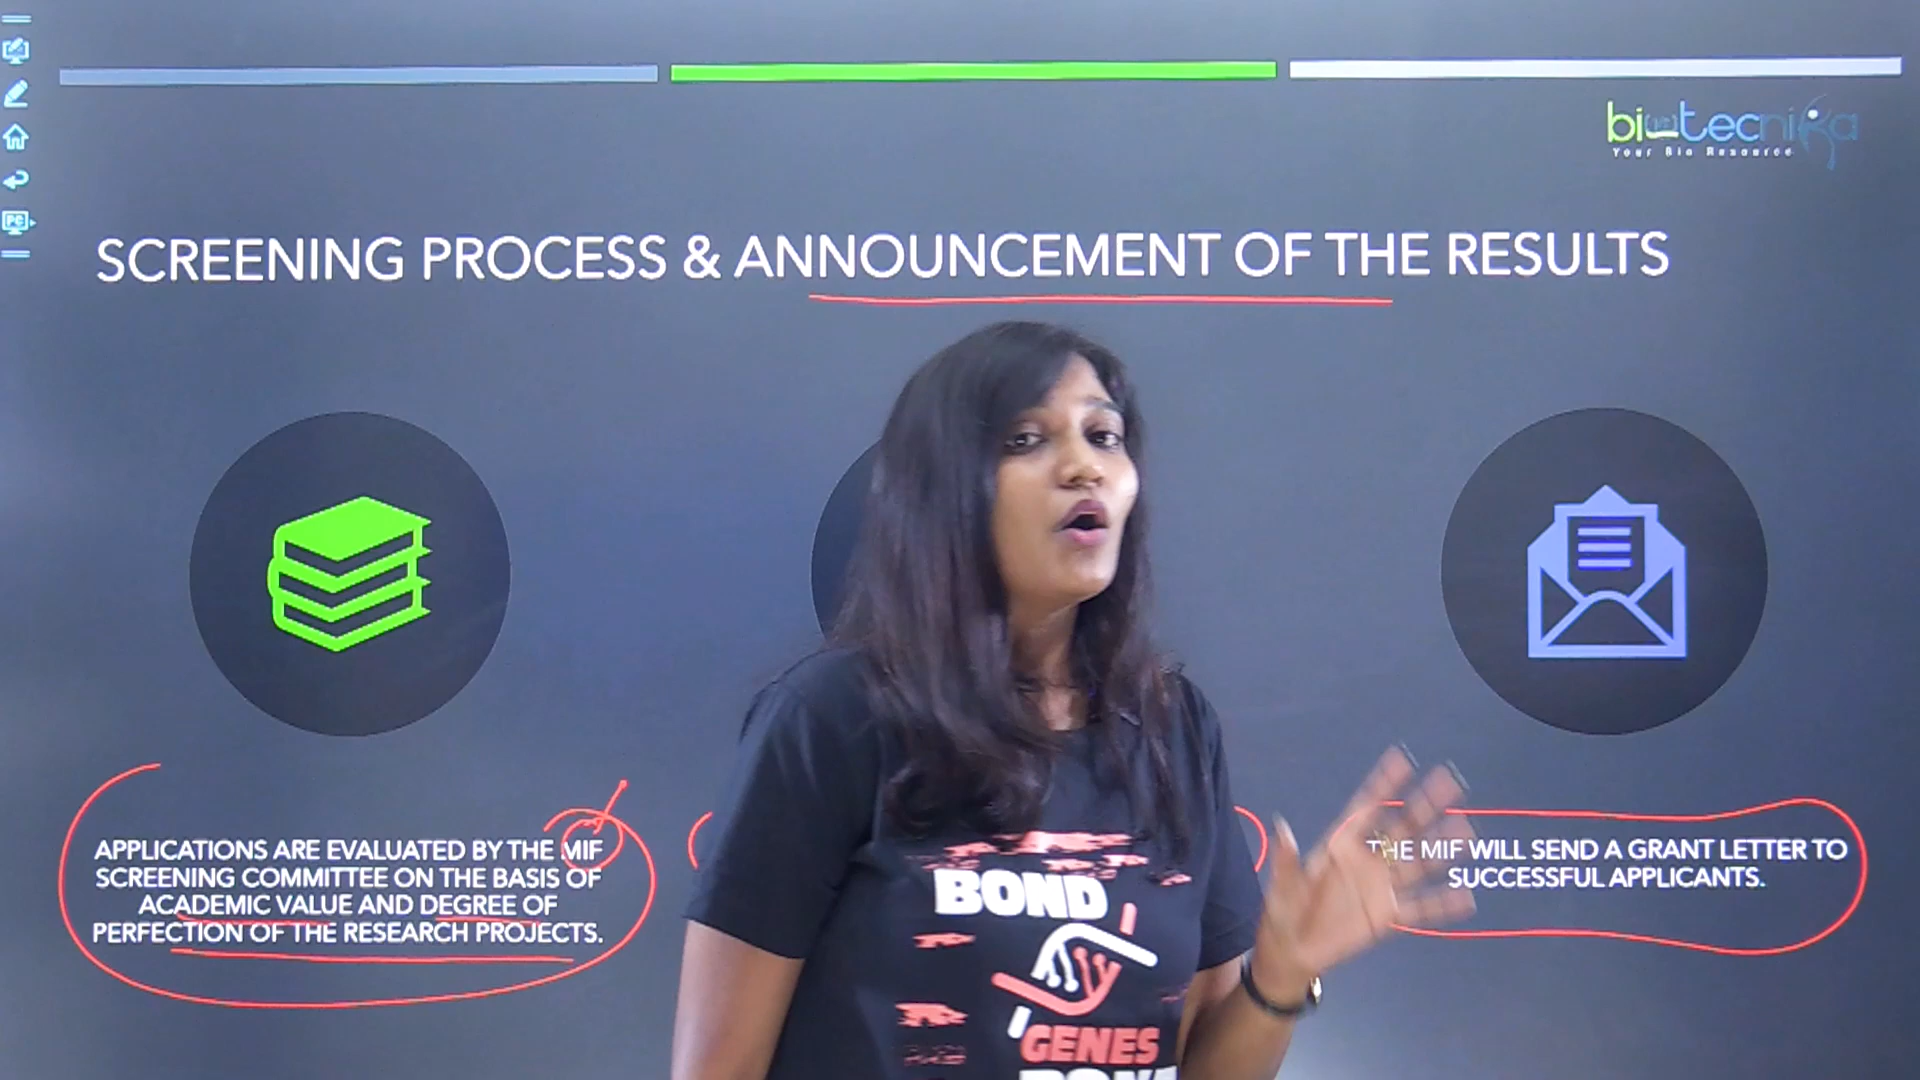 biotecnika
Your Bio Resource
PC
SCREENING PROCESS & ANNOUNCEMENT OF THE RESULTS
APPLICATIONS ARE EVALUATED BY THE MIF
SCREENING COMMITTEE ON THE BASIS OF
ACADEMIC VALUE AND DEGREE OF
PERFECTION OF THE RESEARCH PROJECTS.
THE MIF WILL SEND A GRANT LETTER TO
SUCCESSFUL APPLICANTS.
BOND
GENES